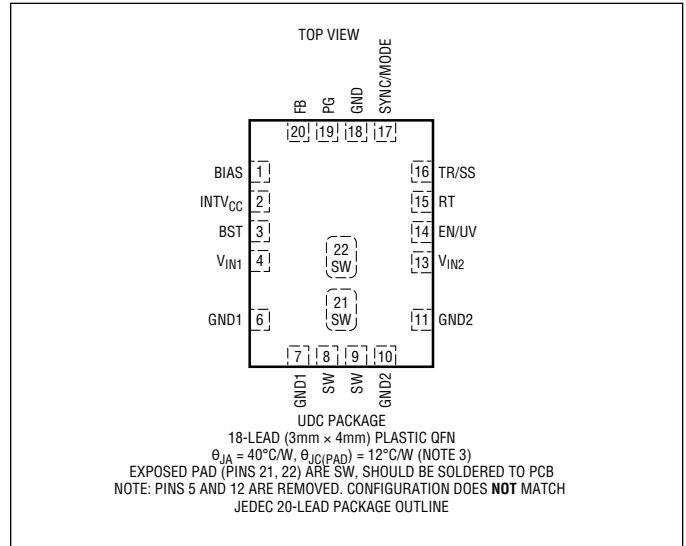 TOP VIEW
FB
PG
GND
SYNC/MODE
20 19 18 17
BIAS 1
16 TR/SS
INTVCC 2
15 RT
BST 3
14 EN/UV
VIN1 4
22
SW
13 VIN2
21
SW
GND1 6
11 GND2
7 8 9 10
GND1
SW
SW
GND2
UDC PACKAGE
18-LEAD (3mm × 4mm) PLASTIC QFN
θJA = 40°C/W, θJC(PAD) = 12°C/W (NOTE 3)
EXPOSED PAD (PINS 21, 22) ARE SW, SHOULD BE SOLDERED TO PCB
NOTE: PINS 5 AND 12 ARE REMOVED. CONFIGURATION DOES NOT MATCH
JEDEC 20-LEAD PACKAGE OUTLINE